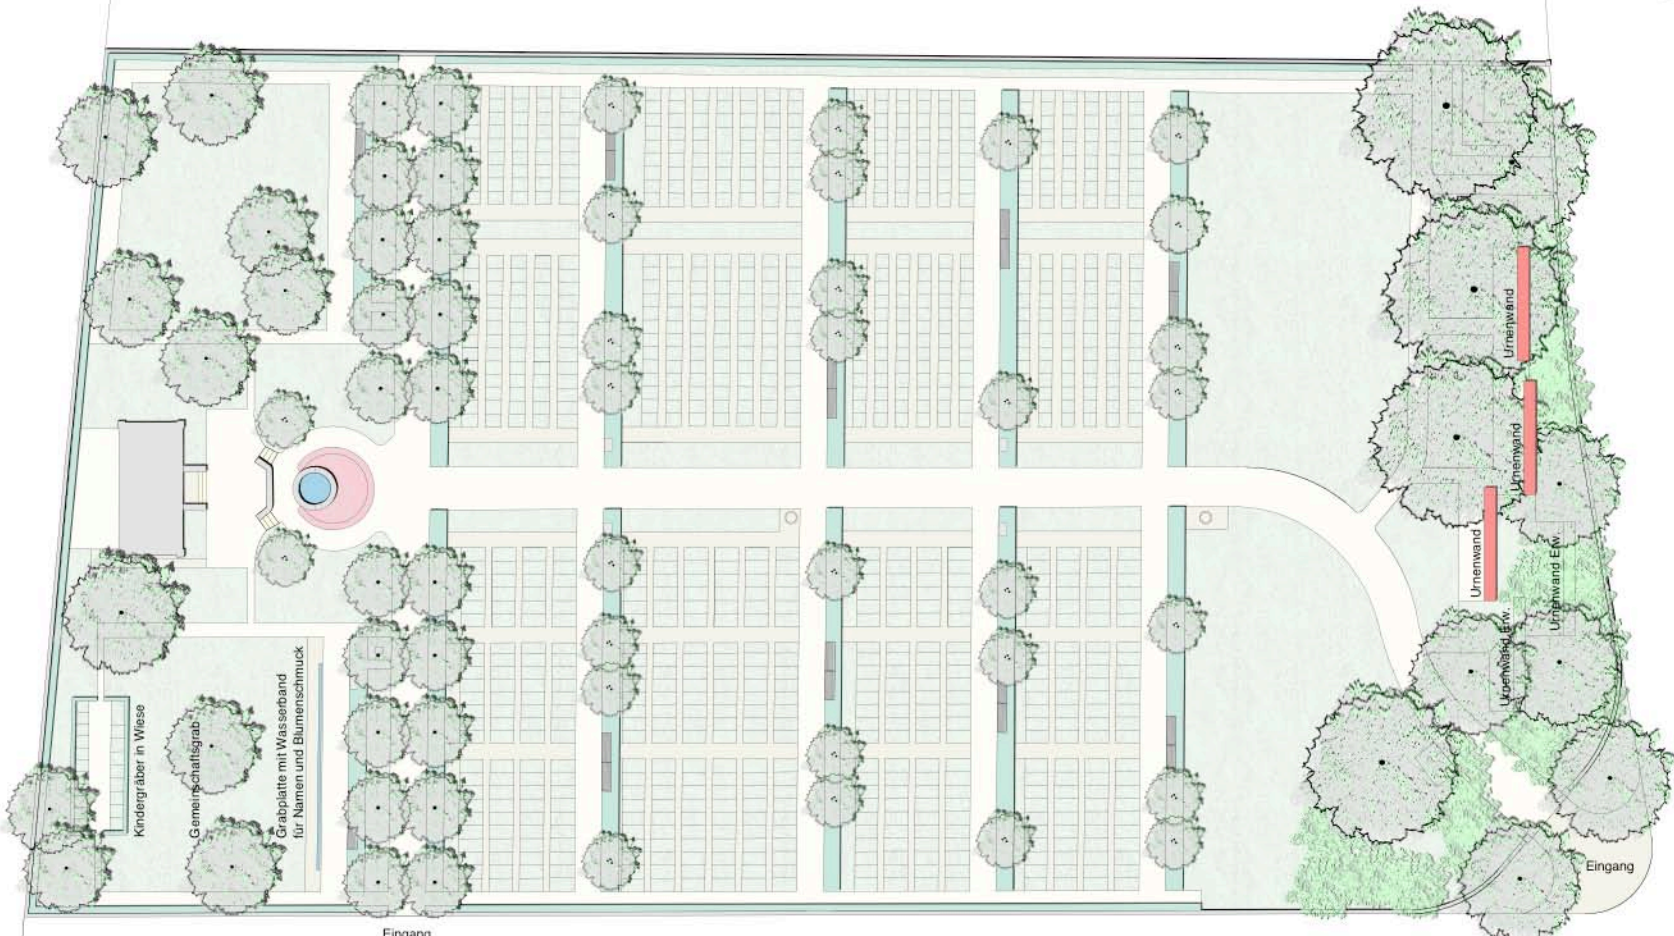 Kindergräber in Wiese
Gemeinschaftsgrab
Grabplatte mit Wasserband
für Namen und Blumenschmuck
Urnenwand
Urnenwand
Urnenwand
Urnenwand Erw.
Urnenwand Erw.
Eingang
Eingang